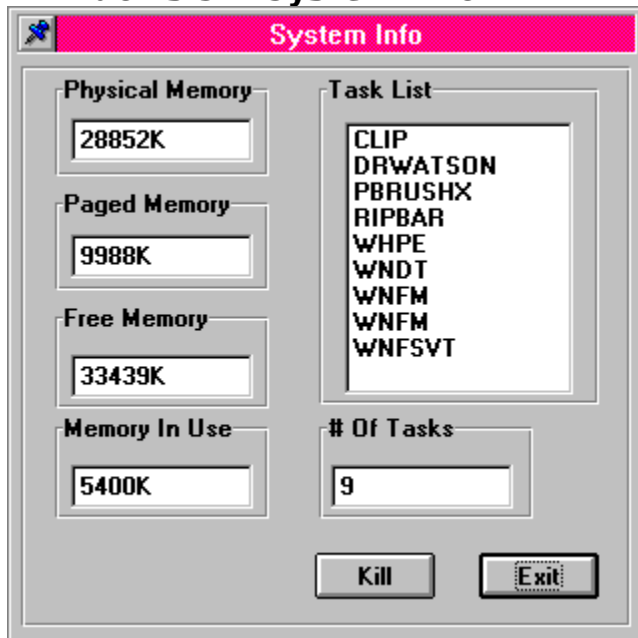 System Info
Physical Memory
28852K
Paged Memory
9988K
Free Memory
33439K
Memory In Use
5400K
Task List
CLIP
DRWATSON
PBRUSHX
RIPBAR
WHPE
WNDT
WNFM
WNFM
WNFSVT
# Of Tasks
9
Kill
Exit